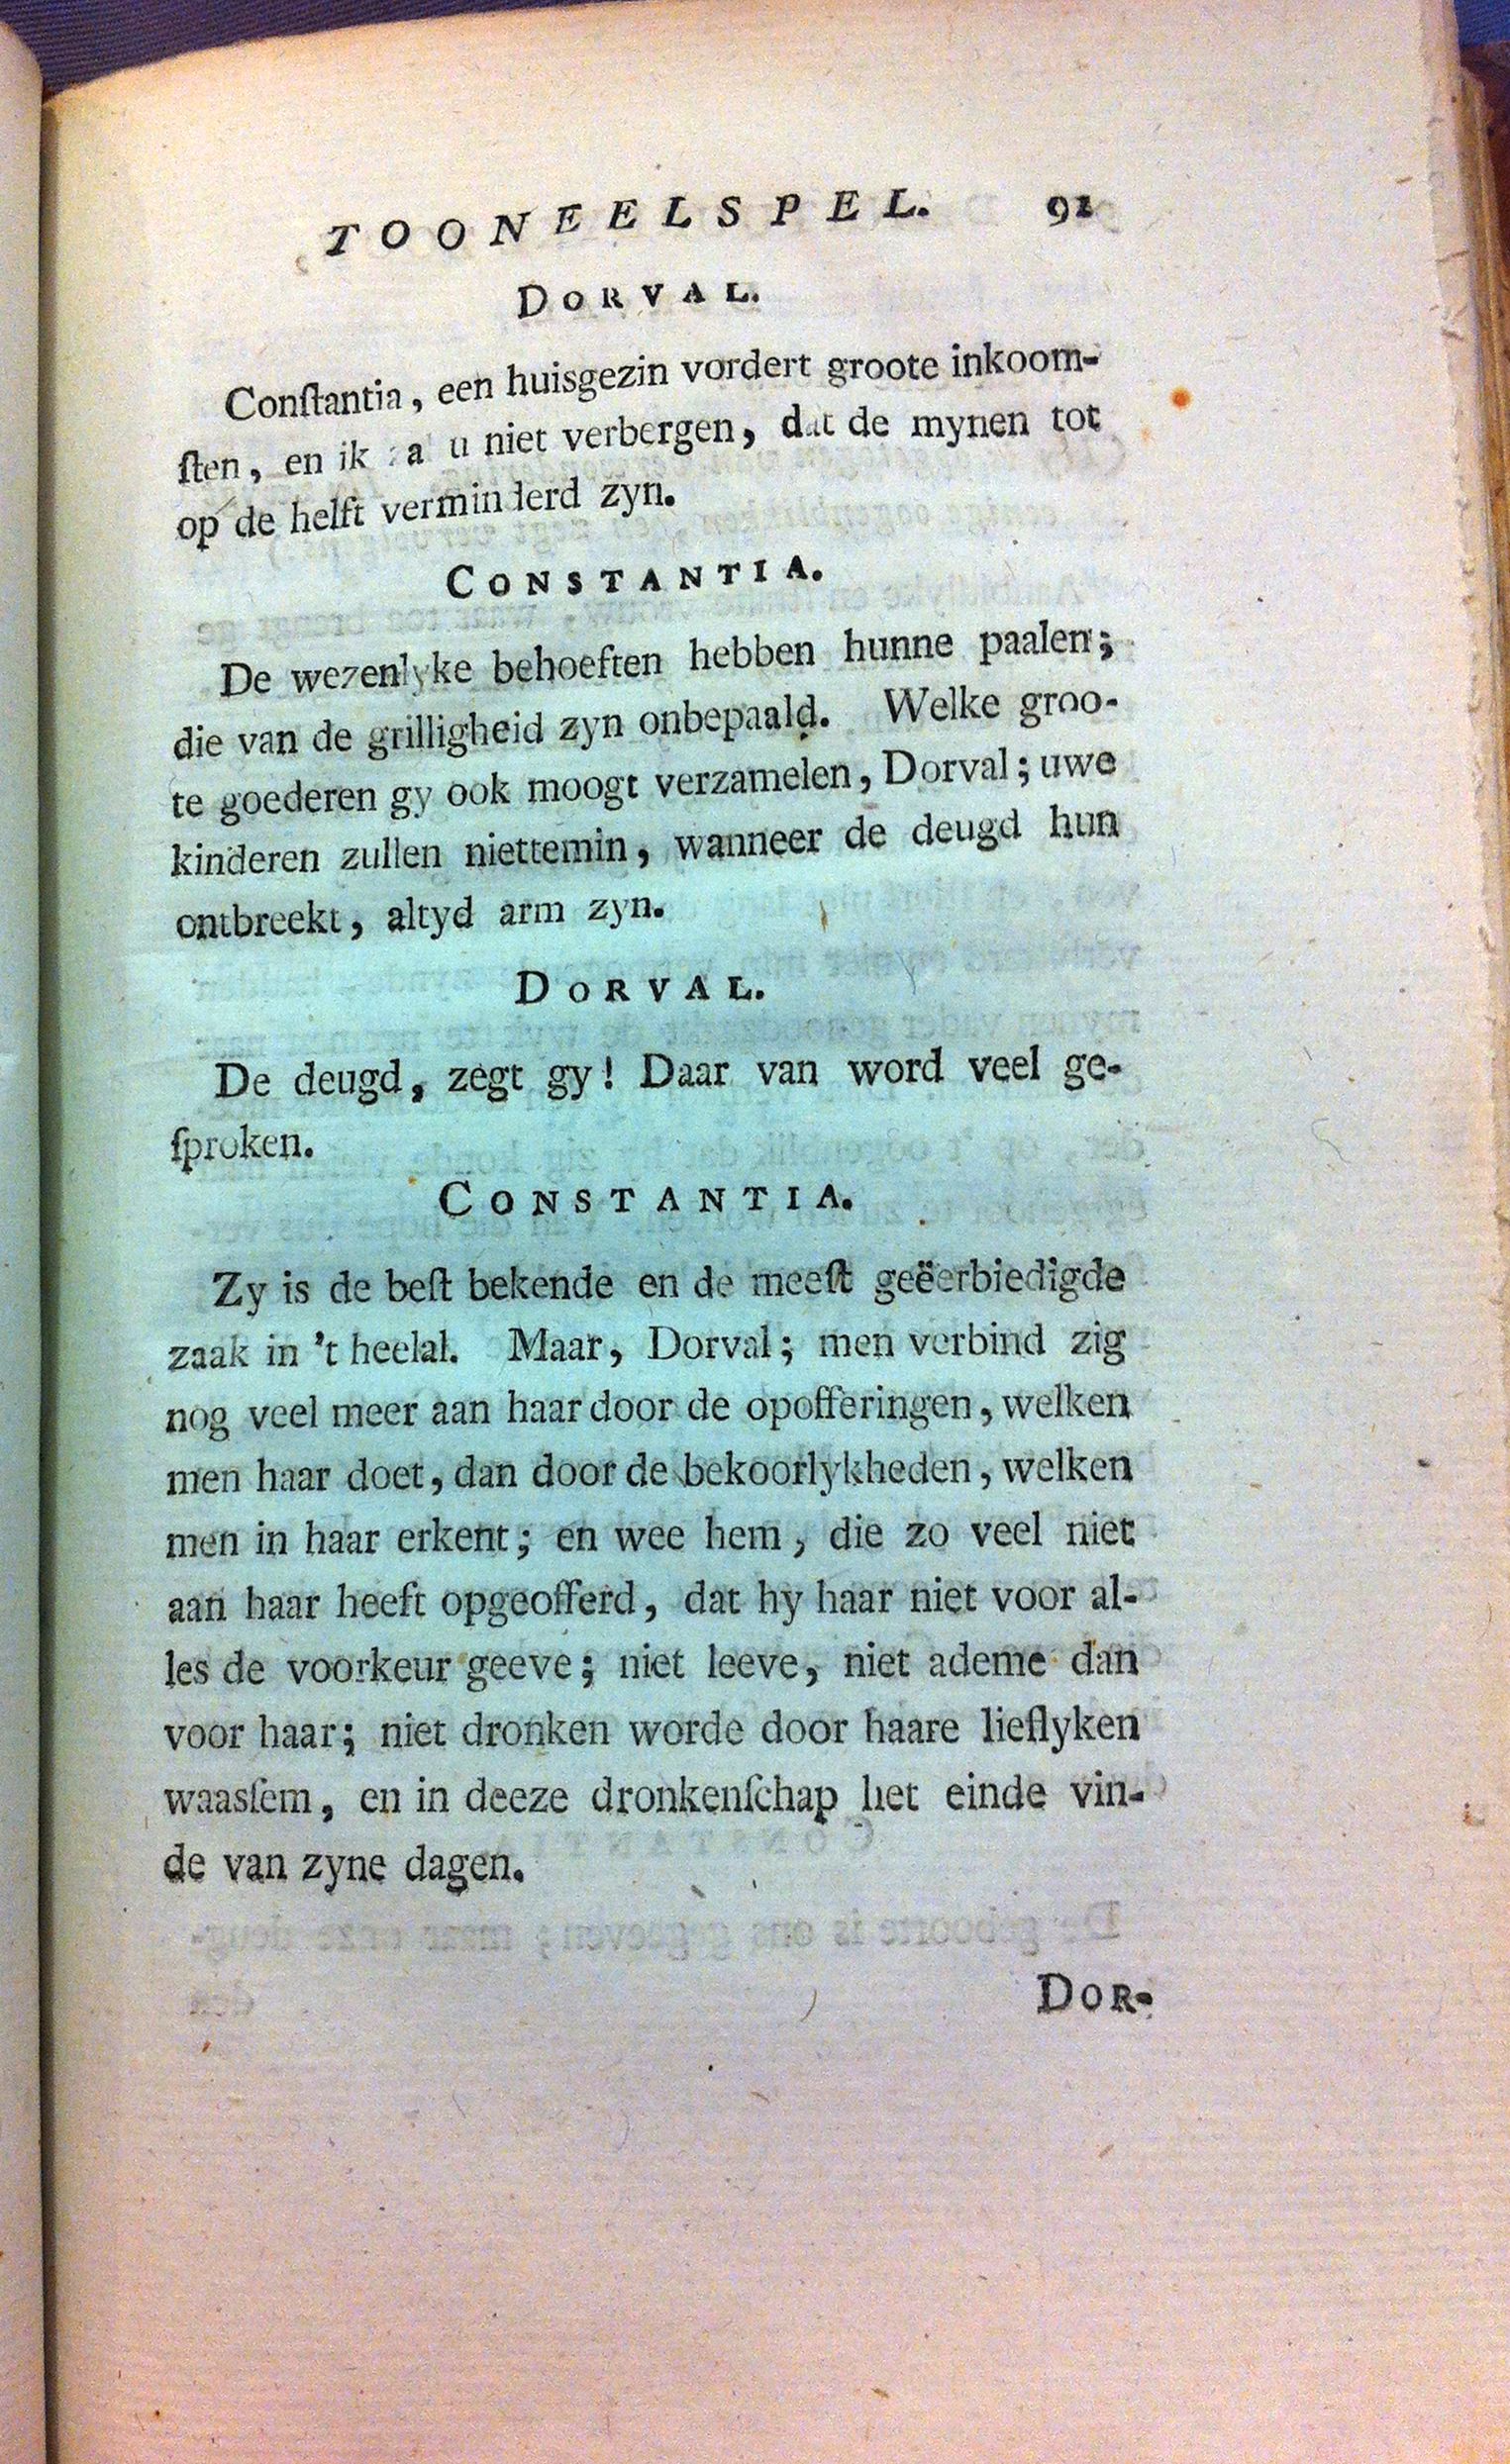 TOONEELSPEL. 91
DORVAL.
Conſtantia, een huisgezin vordert groote inkoom-
ſten, en ik za u niet verbergen, dat de mynen tot
op de helft verminderd zyn.
CONSTANTIA.
De wezenlyke behoeften hebben hunne paalen;
die van de grilligheid zyn onbepaald. Welke groo-
te goederen gy ook moogt verzamelen, Dorval; uwe
kinderen zullen niettemin, wanneer de deugd hun
ontbreekt, altyd arm zyn.
DORVAL.
De deugd, zegt gy! Daar van word veel ge-
ſproken.
CONSTANTIA.
Zy is de beſt bekende en de meeſt geëerbiedigde
zaak in 't heelal. Maar, Dorval; men verbind zig
nog veel meer aan haar door de opofferingen, welken
men haar doet, dan door de bekoorlykheden, welken
men in haar erkent; en wee hem, die zo veel niet
aan haar heeft opgeofferd, dat hy haar niet voor al-
les de voorkeur geeve; niet leeve, niet ademe dan
voor haar; niet dronken worde door haare lieflyken
waasſem, en in deeze dronkenſchap het einde vin-
de van zyne dagen.
DOR-